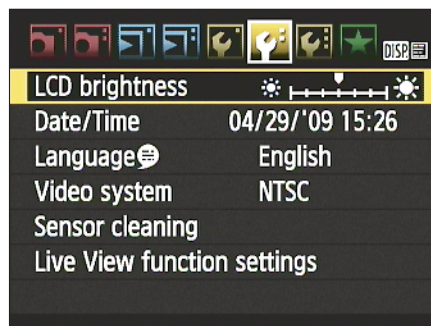 DISP.
LCD brightness
Date/Time 04/29/'09 15:26
Language English
Video system NTSC
Sensor cleaning
Live View function settings